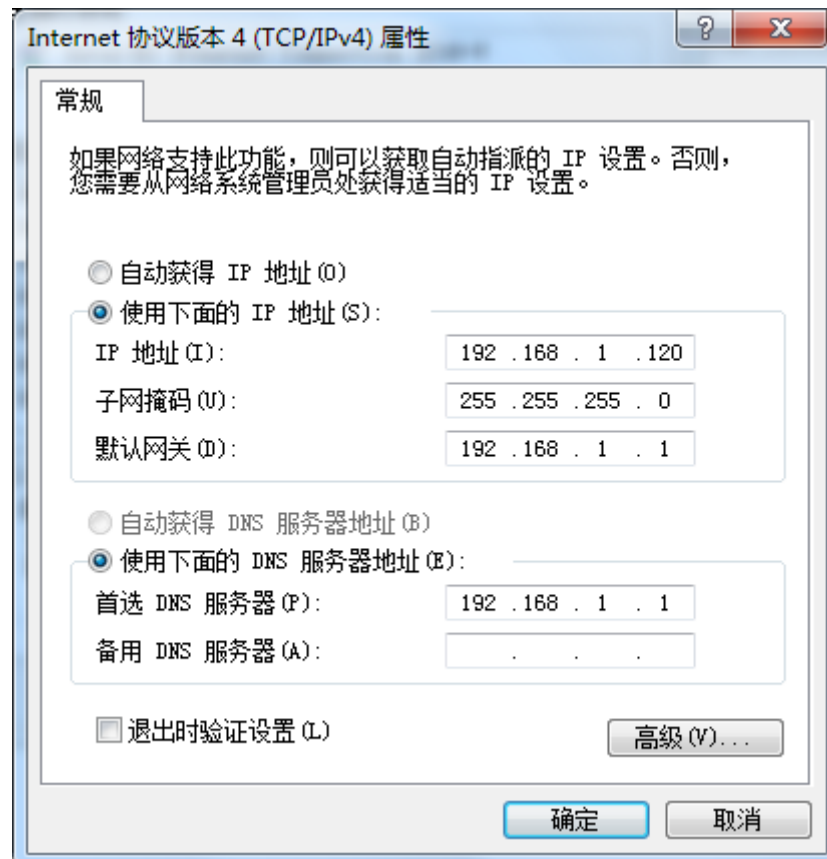 Internet 协议版本 4 (TCP/IPv4) 属性
常规
如果网络支持此功能，则可以获取自动指派的 IP 设置。否则，
您需要从网络系统管理员处获得适当的 IP 设置。
自动获得 IP 地址(O)
使用下面的 IP 地址(S):
IP 地址(I): 192 .168 . 1 .120
子网掩码(U): 255 .255 .255 . 0
默认网关(D): 192 .168 . 1 . 1
自动获得 DNS 服务器地址(B)
使用下面的 DNS 服务器地址(E):
首选 DNS 服务器(P): 192 .168 . 1 . 1
备用 DNS 服务器(A): . . .
退出时验证设置(L)
高级(V)...
确定 取消